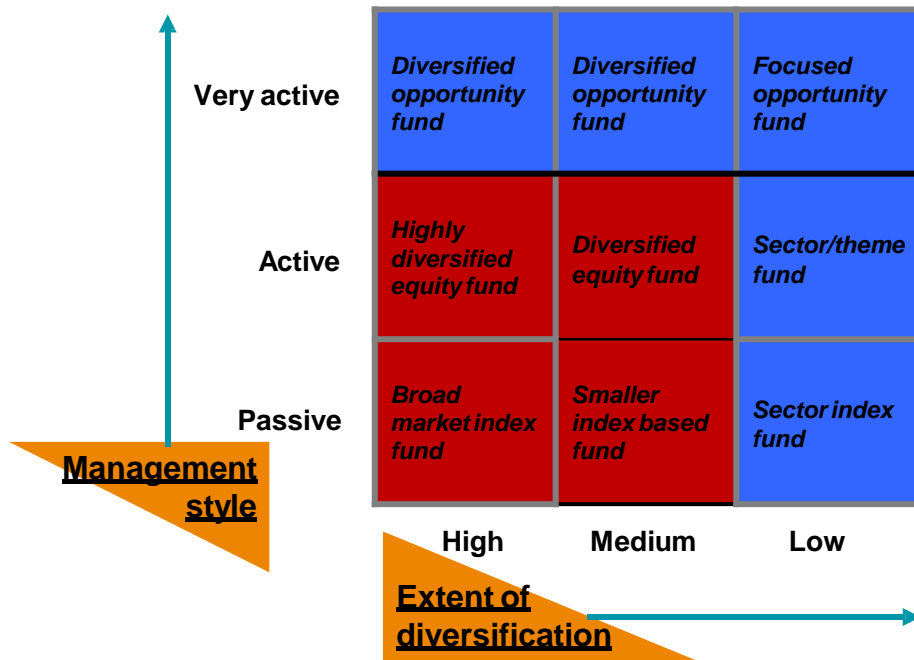 Very active
Diversified
opportunity
fund
Diversified
opportunity
fund
Focused
opportunity
fund
Active
Highly
diversified
equity fund
Diversified
equity fund
Sector/theme
fund
Passive
Broad
market index
fund
Smaller
index based
fund
Sector index
fund
Management
style
High
Medium
Low
Extent of
diversification